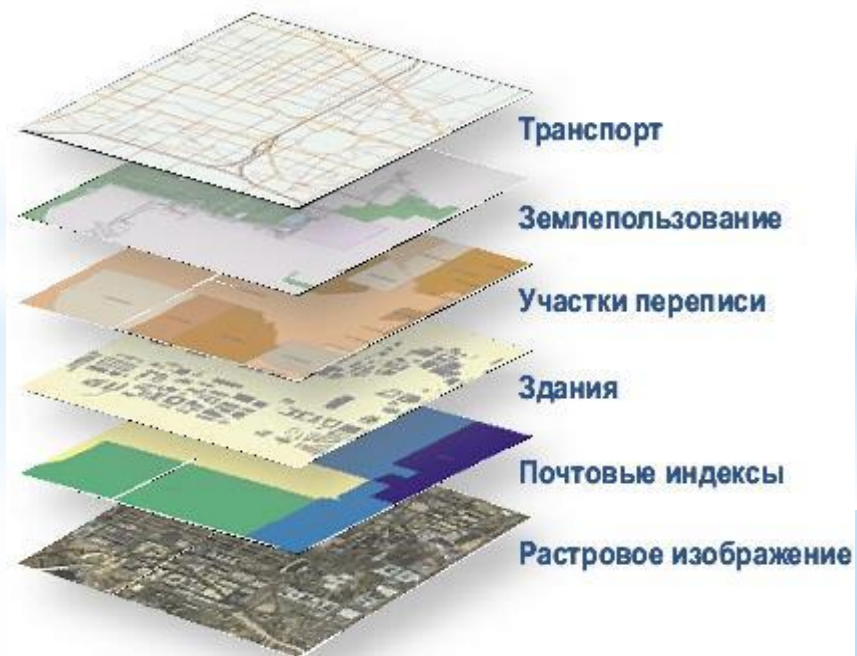 Транспорт
Землепользование
Участки переписи
Здания
Почтовые индексы
Растровое изображение